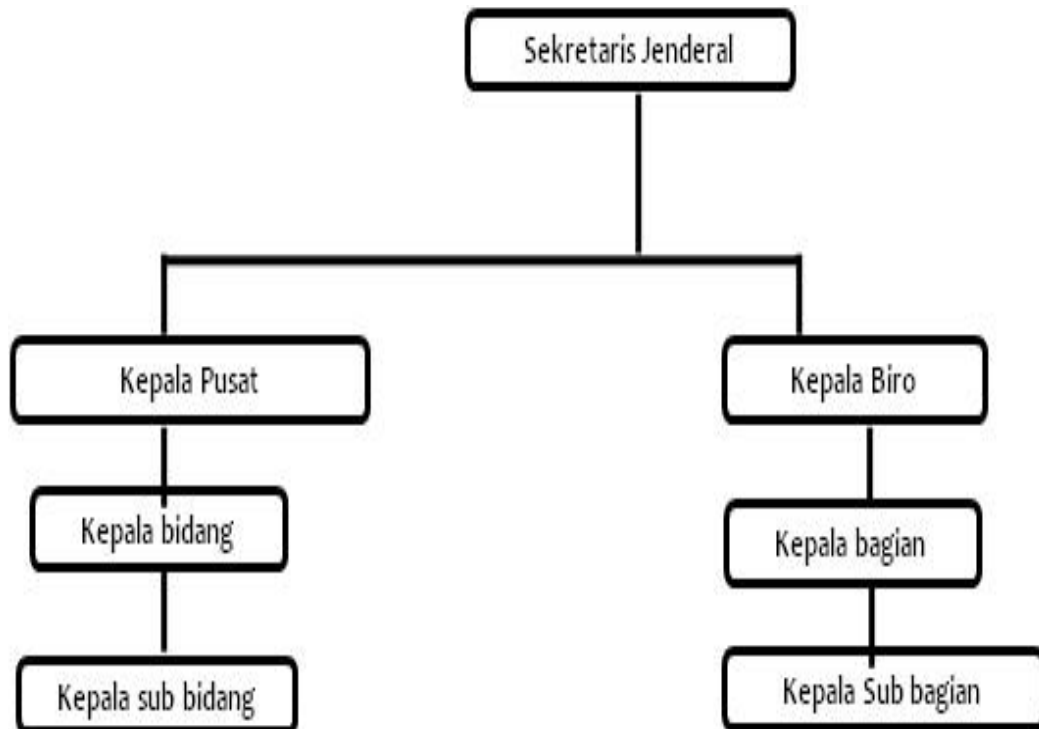 Sekretaris Jenderal
Kepala Pusat
Kepala Biro
Kepala bidang
Kepala bagian
Kepala sub bidang
Kepala Sub bagian